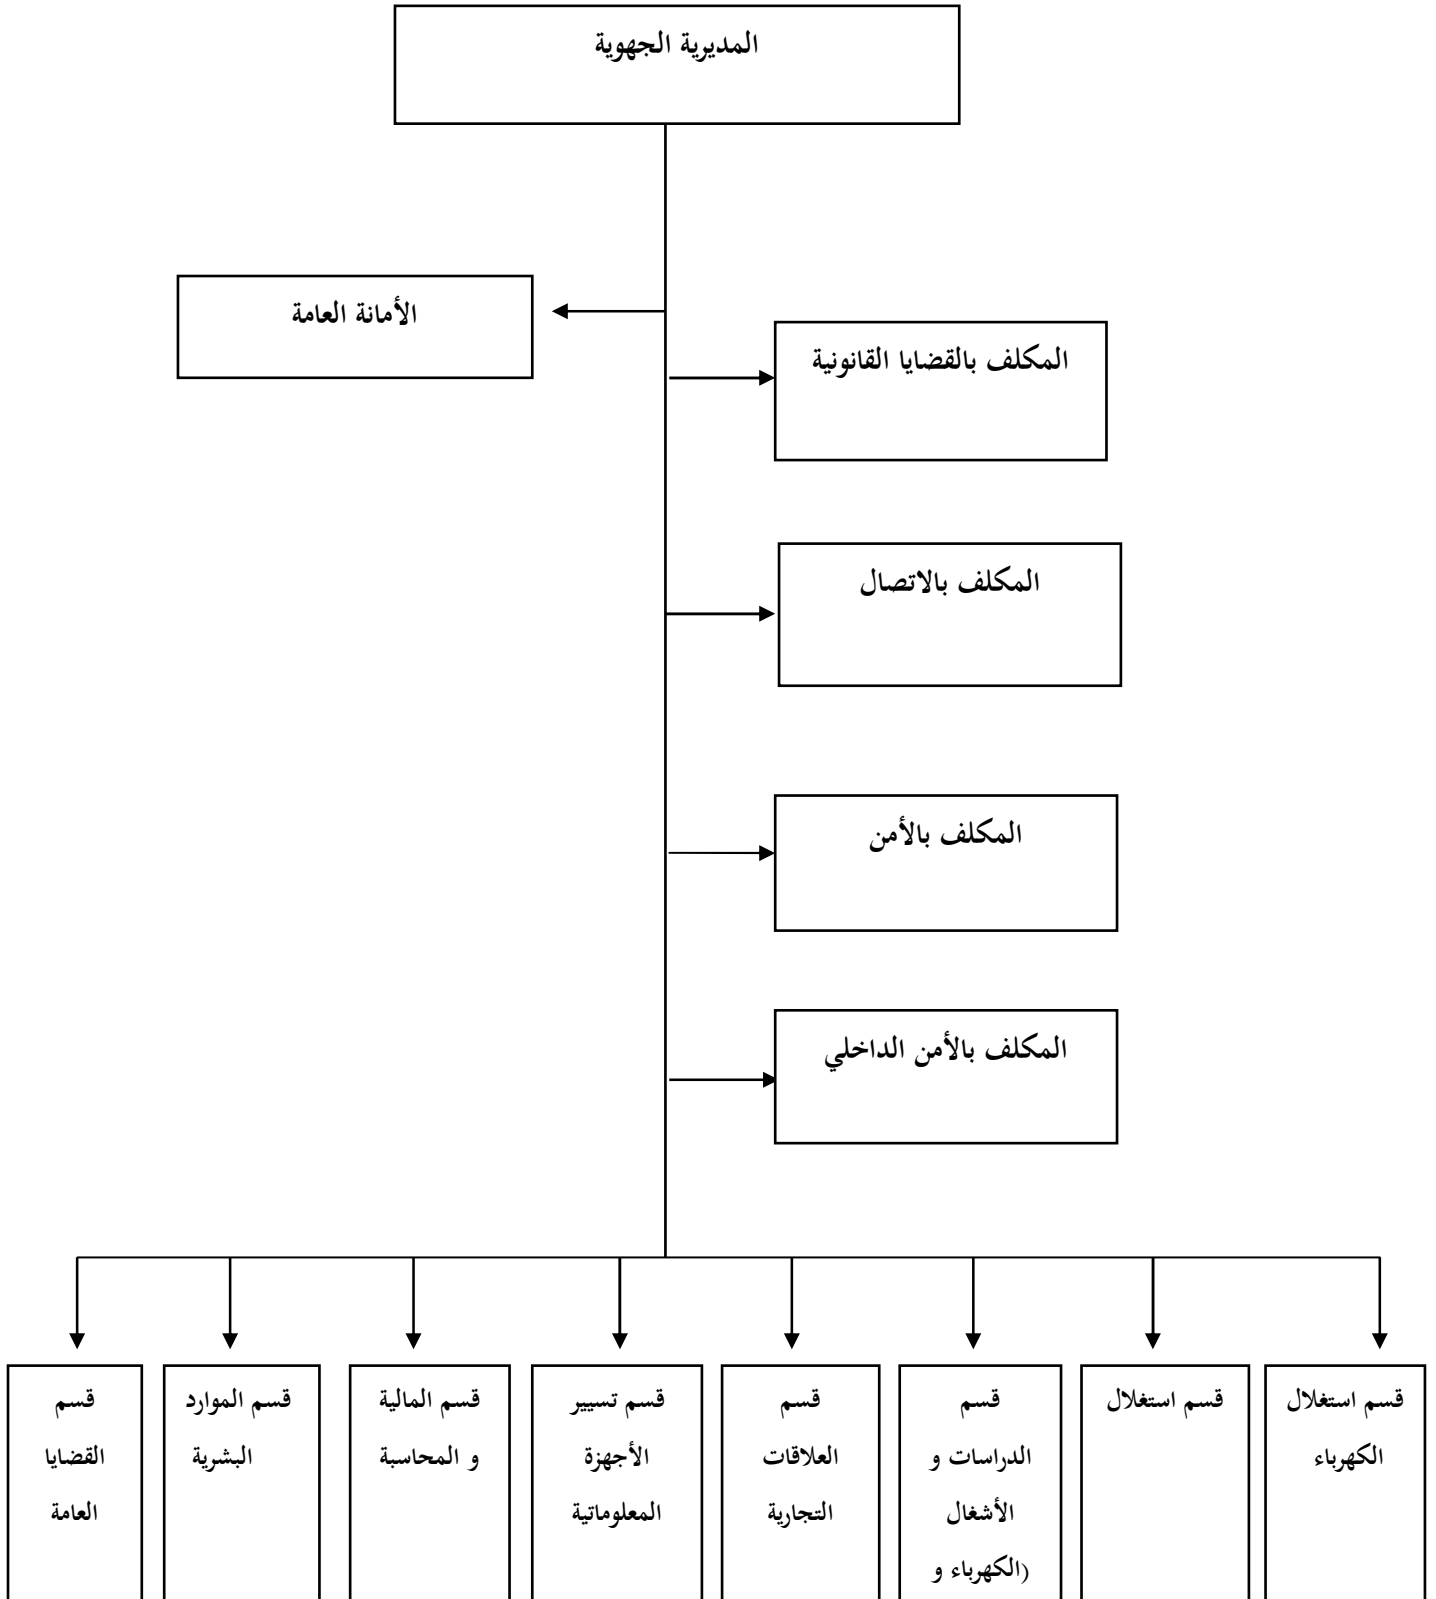 المديرية الجهوية
الأمانة العامة
المكلف بالقضايا القانونية
المكلف بالاتصال
المكلف بالأمن
المكلف بالأمن الداخلي
قسم استغلال
الكهرباء
قسم استغلال
قسم
الدراسات و
الأشغال
(الكهرباء و
قسم
العلاقات
التجارية
قسم تسيير
الأجهزة
المعلوماتية
قسم المالية
و المحاسبة
قسم الموارد
البشرية
قسم
القضايا
العامة